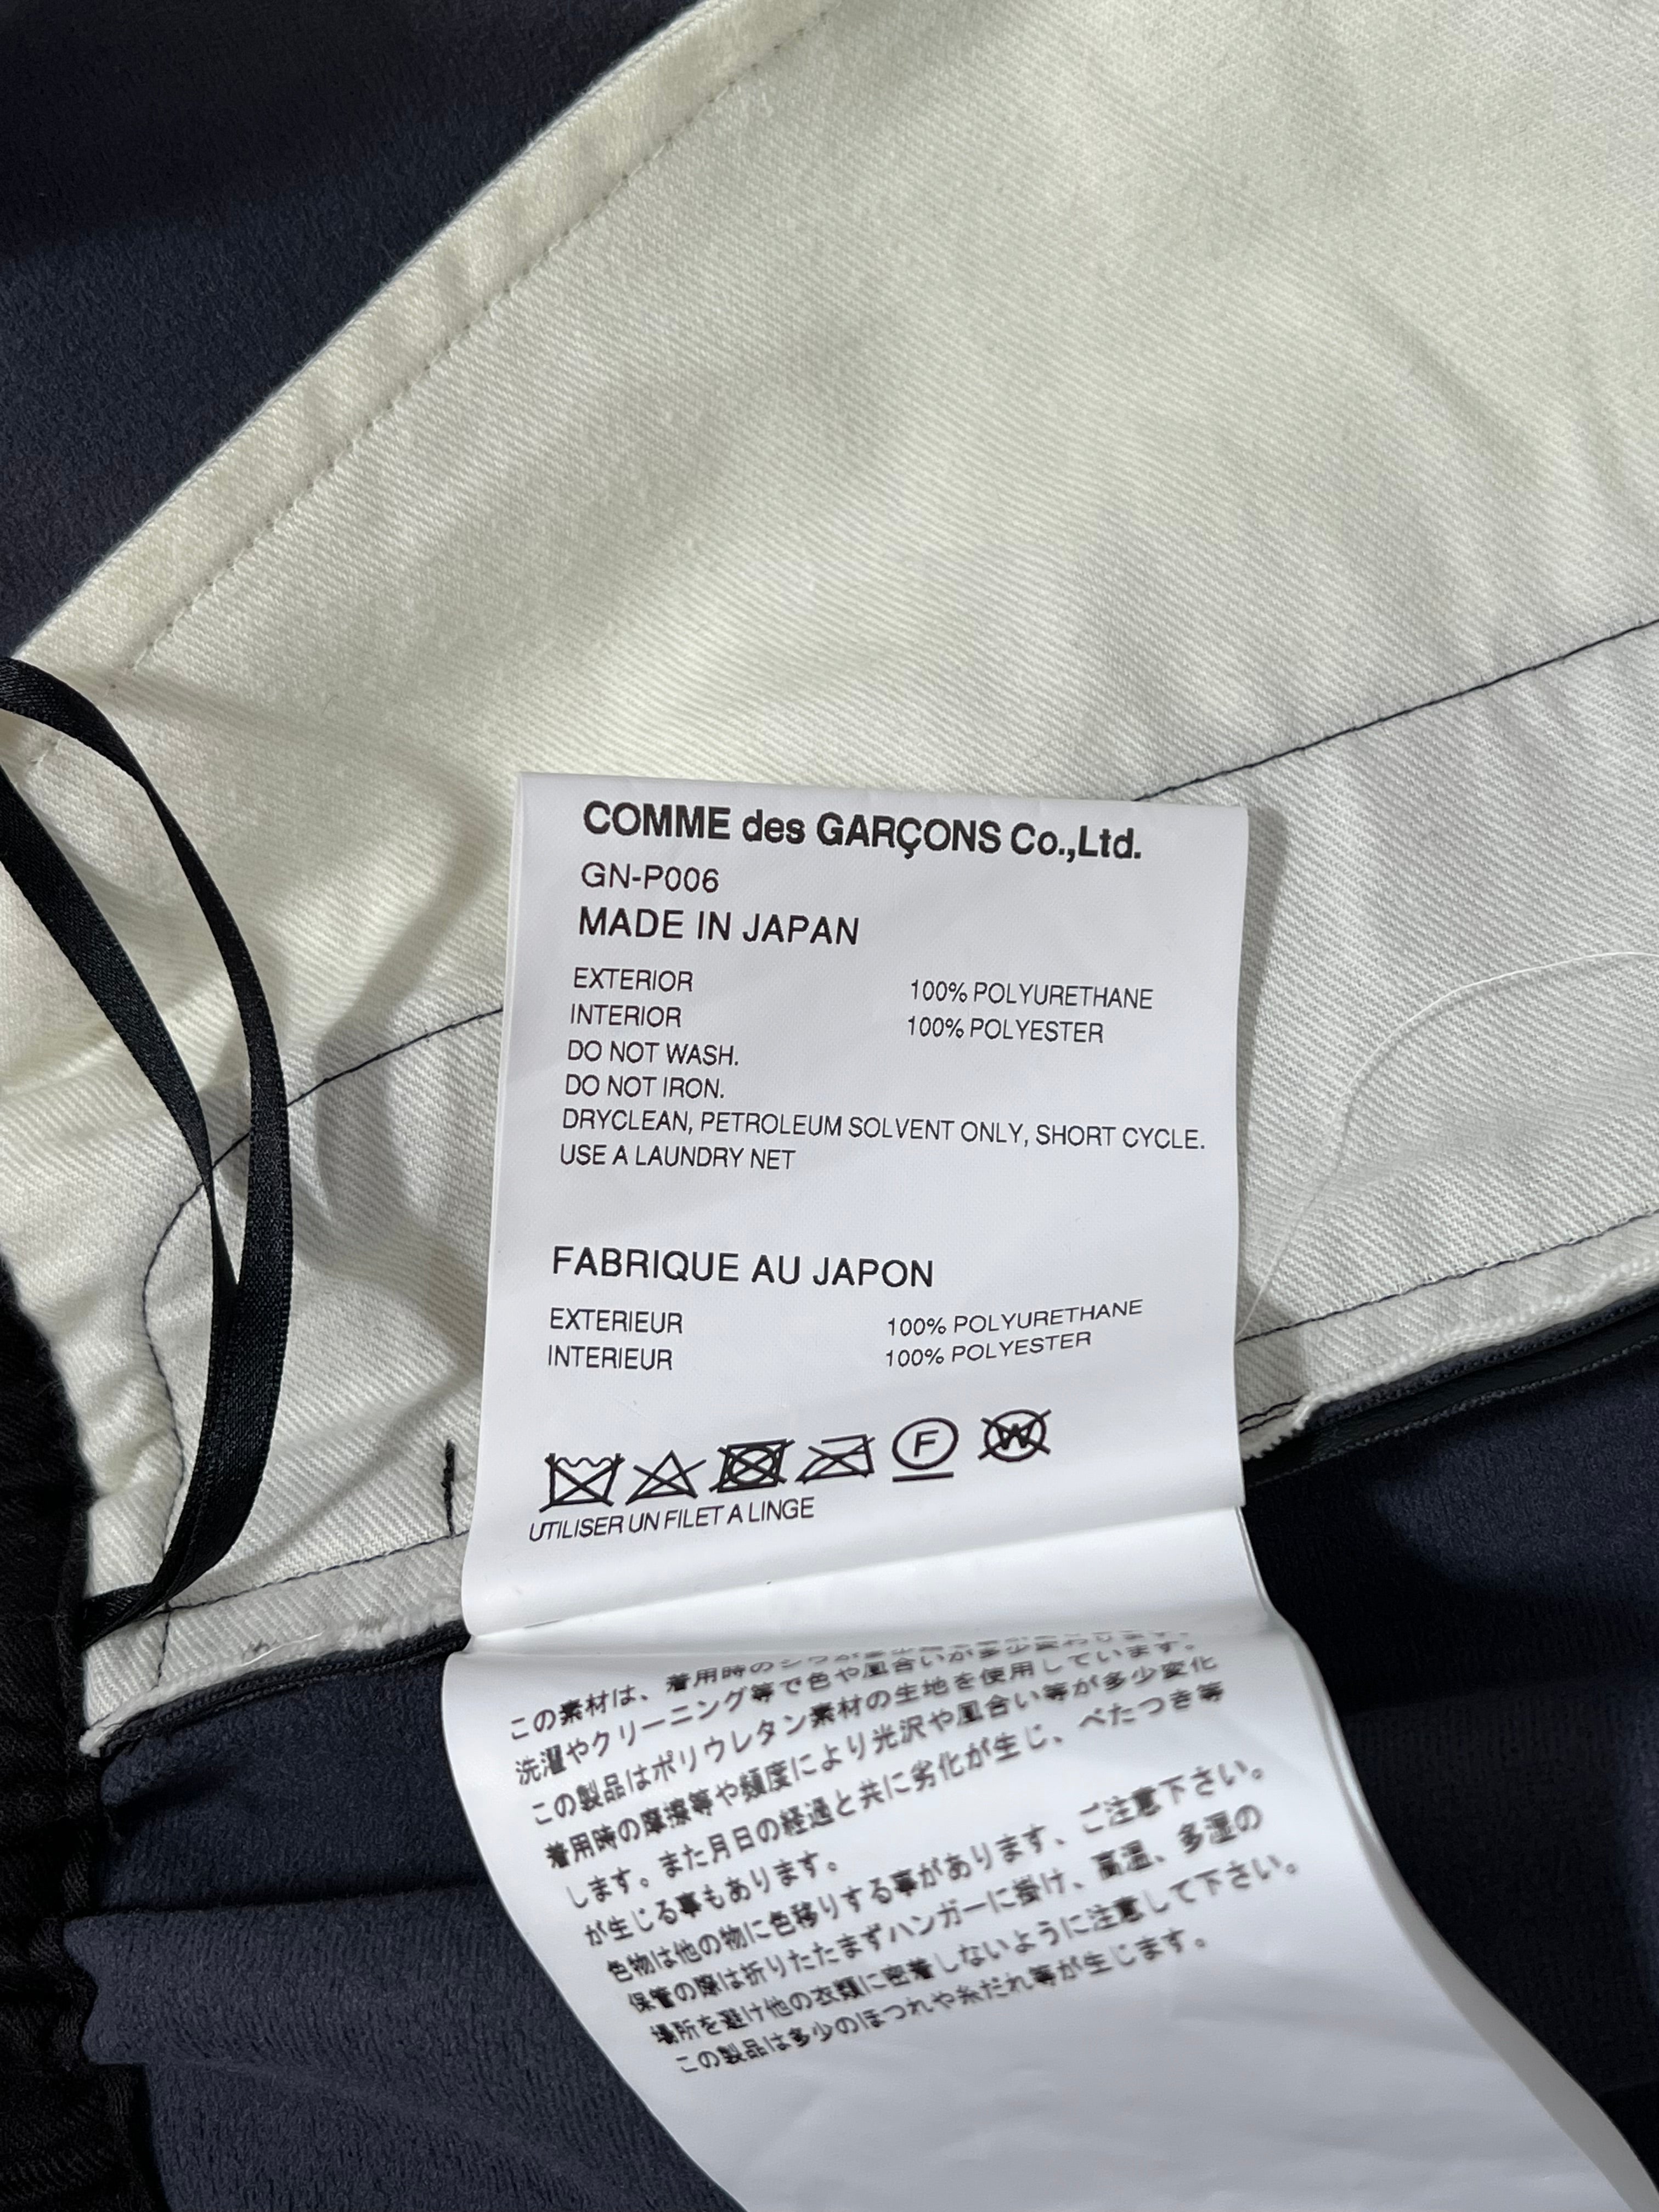 COMME des GARÇONS Co.,Ltd.
GN-P006
MADE IN JAPAN
EXTERIOR 100% POLYURETHANE
INTERIOR 100% POLYESTER
DO NOT WASH.
DO NOT IRON.
DRYCLEAN, PETROLEUM SOLVENT ONLY, SHORT CYCLE.
USE A LAUNDRY NET
FABRIQUE AU JAPON
EXTERIEUR 100% POLYURETHANE
INTERIEUR 100% POLYESTER
F W
UTILISER UN FILET A LINGE
この素材は、着用時のシワが
洗濯やクリーニング等で色や風合いが多少変わります。
この製品はポリウレタン素材の生地を使用しています。
着用時の摩擦等や頻度により光沢や風合い等が多少変化
します。また月日の経過と共に劣化が生じ、べたつき等
が生じる事もあります。
色物は他の物に色移りする事があります、ご注意下さい。
保管の際は折りたたまずハンガーに掛け、高温、多湿の
場所を避け他の衣類に密着しないように注意して下さい。
この製品は多少のほつれや糸だれ等が生じます。